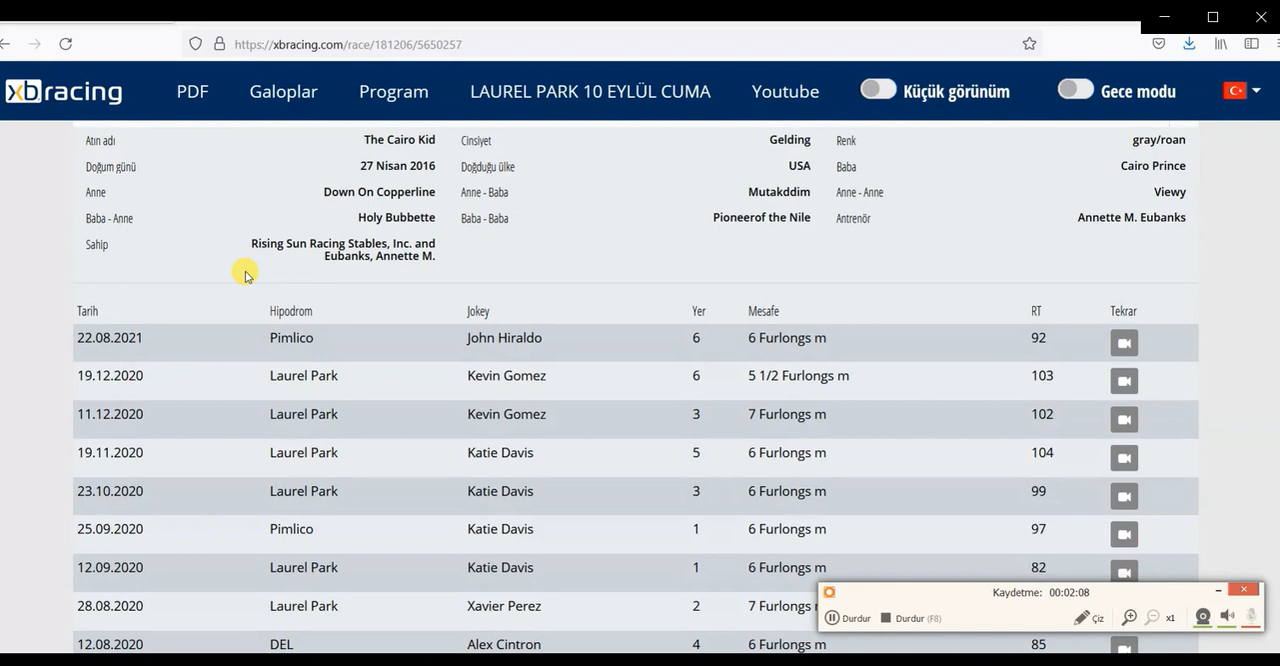 https://xbracing.com/race/181206/5650257
xbracing PDF Galoplar Program LAUREL PARK 10 EYLÜL CUMA Youtube Küçük görünüm Gece modu
Atın adı The Cairo Kid Cinsiyet Gelding Renk gray/roan
Doğum günü 27 Nisan 2016 Doğduğu ülke USA Baba Cairo Prince
Anne Down On Copperline Anne - Baba Mutakddim Anne - Anne Viewy
Baba - Anne Holy Bubbette Baba - Baba Pioneerof the Nile Antrenör Annette M. Eubanks
Sahip Rising Sun Racing Stables, Inc. and
Eubanks, Annette M.
Tarih Hipodrom Jokey Yer Mesafe RT Tekrar
22.08.2021 Pimlico John Hiraldo 6 6 Furlongs m 92
19.12.2020 Laurel Park Kevin Gomez 6 5 1/2 Furlongs m 103
11.12.2020 Laurel Park Kevin Gomez 3 7 Furlongs m 102
19.11.2020 Laurel Park Katie Davis 5 6 Furlongs m 104
23.10.2020 Laurel Park Katie Davis 3 6 Furlongs m 99
25.09.2020 Pimlico Katie Davis 1 6 Furlongs m 97
12.09.2020 Laurel Park Katie Davis 1 6 Furlongs m 82
28.08.2020 Laurel Park Xavier Perez 2 7 Furlongs
12.08.2020 DEL Alex Cintron 4 6 Furlongs m 85
Kaydetme: 00:02:08
Durdur Durdur (F8) Çiz x1